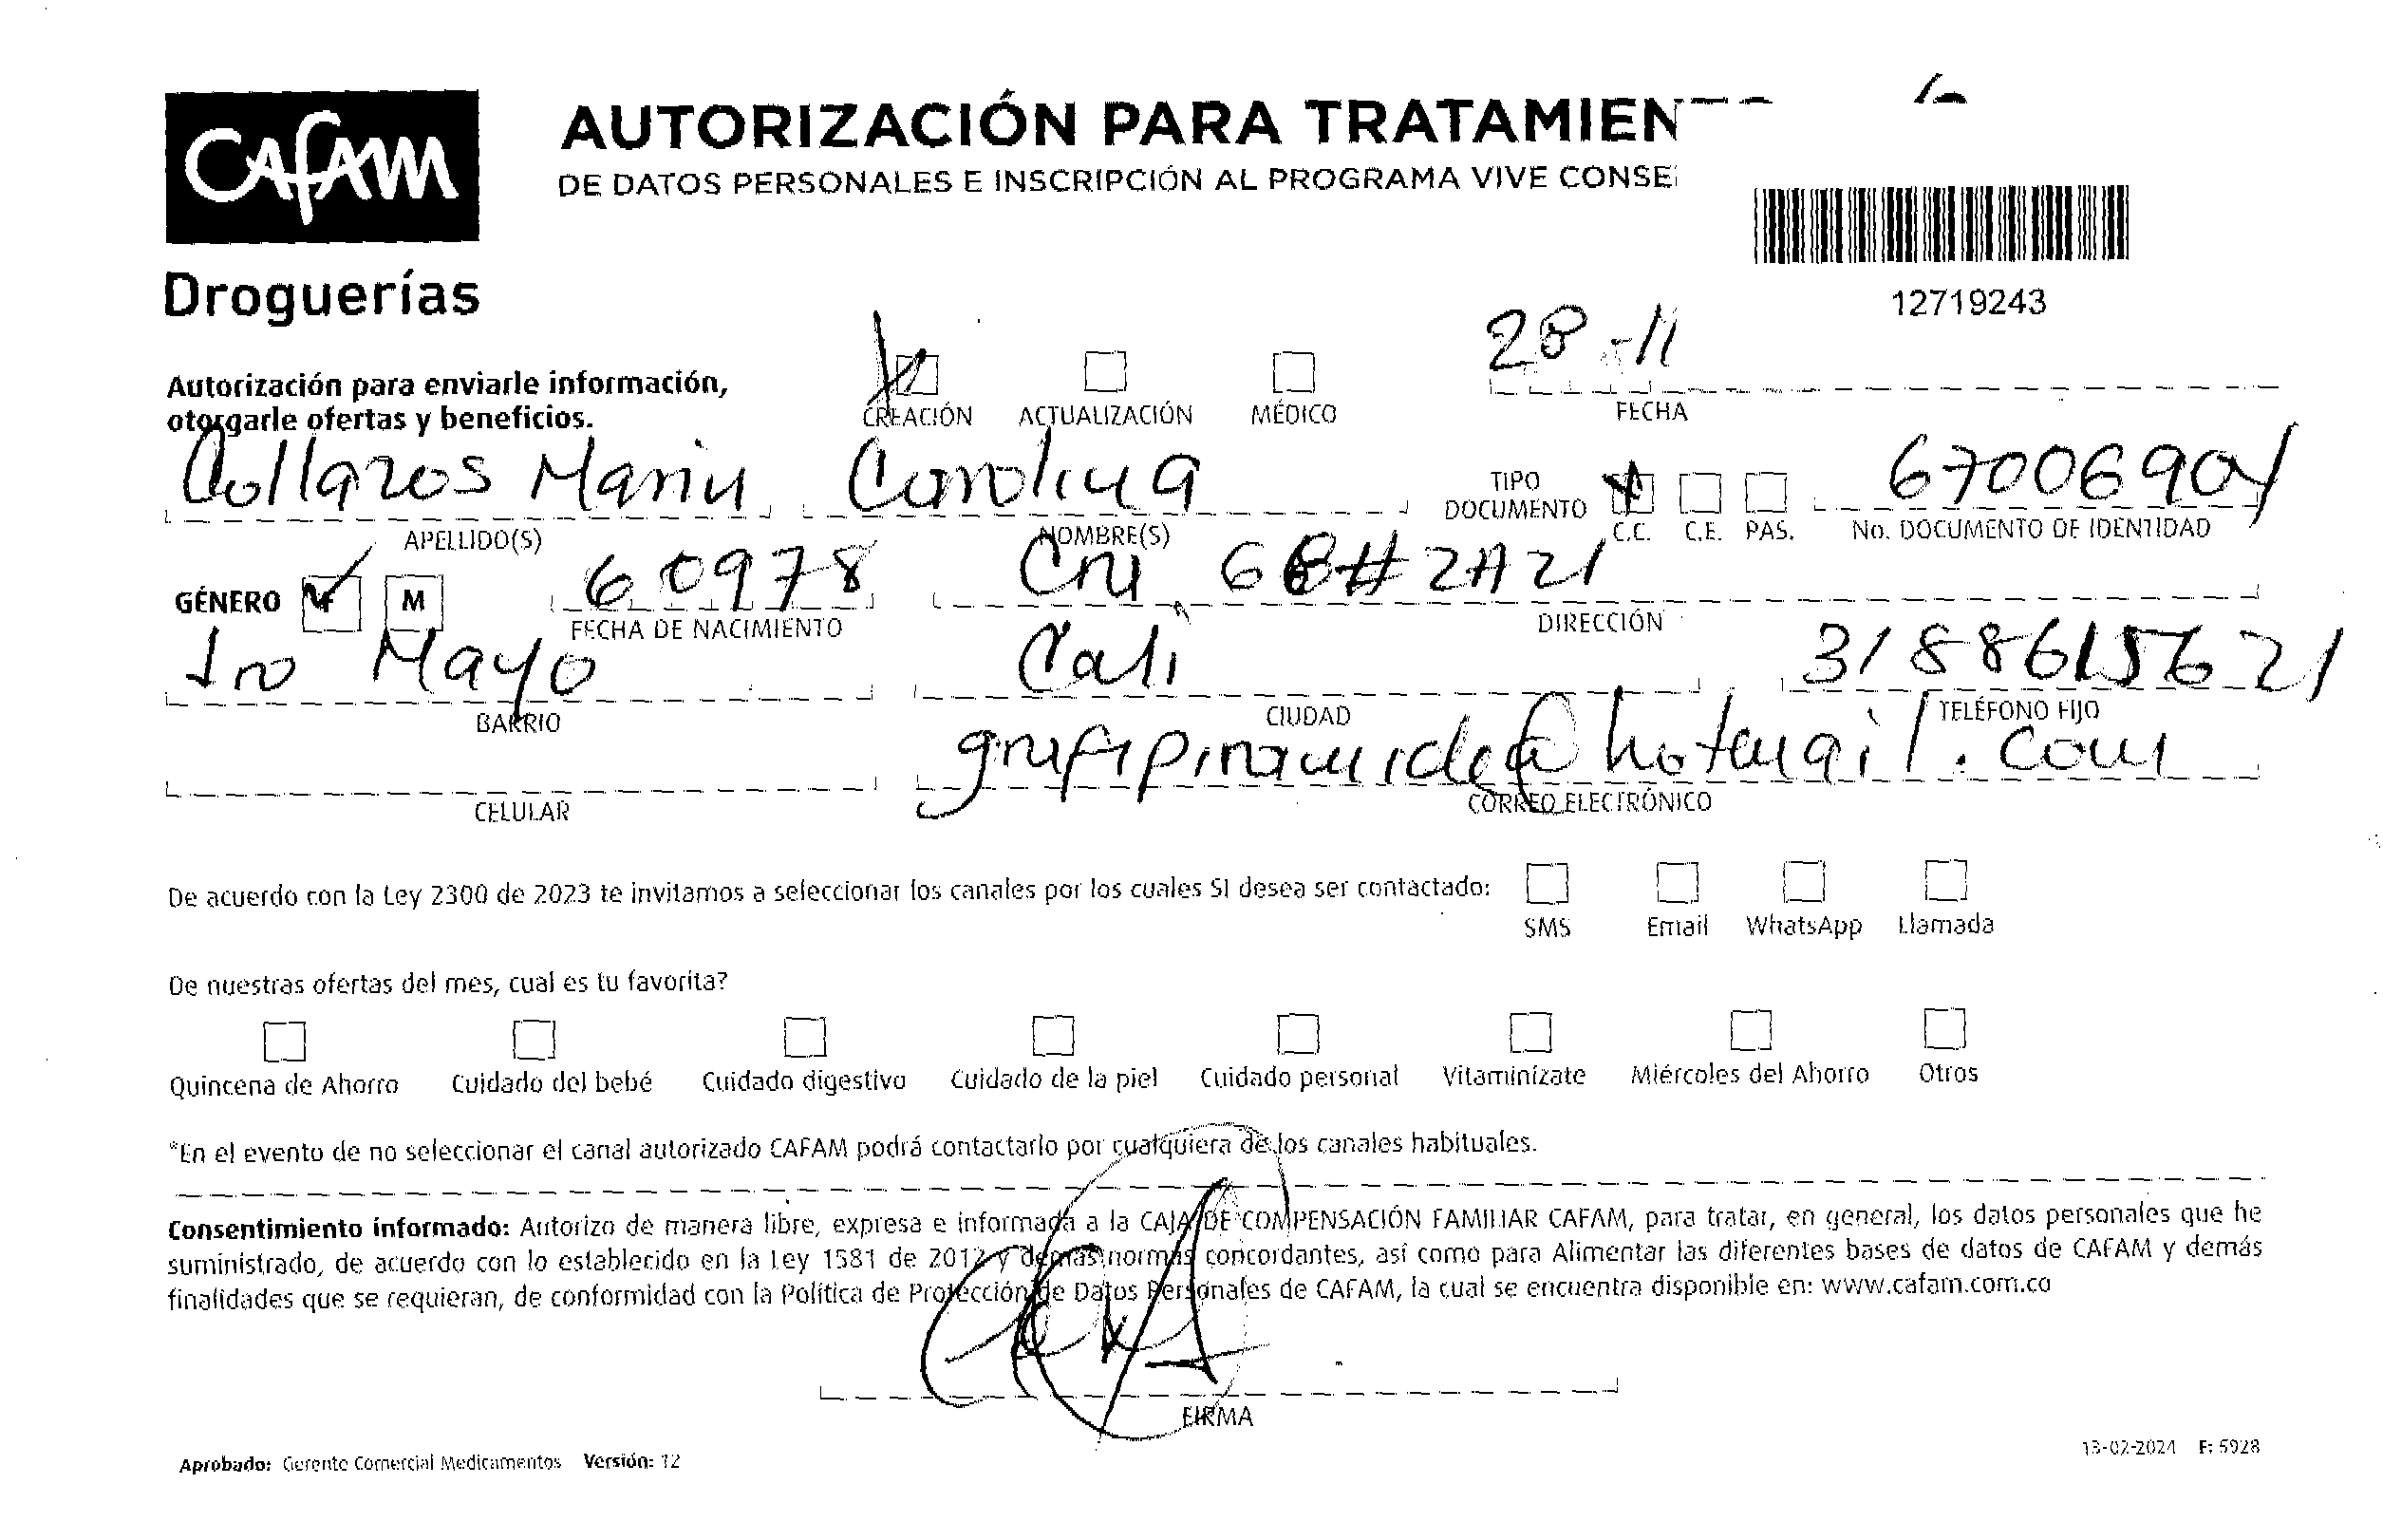 CAFAM
Droguerías
AUTORIZACIÓN PARA TRATAMIEN
DE DATOS PERSONALES E INSCRIPCIÓN AL PROGRAMA VIVE CONSE
12719243
Autorización para enviarle información,
otorgarle ofertas y beneficios.
CREACIÓN ACTUALIZACIÓN MÉDICO
28-11
FECHA
Collazos Marin Carolina 67006904
APELLIDO(S) NOMBRE(S) TIPO DOCUMENTO C.C. C.E. PAS. No. DOCUMENTO DE IDENTIDAD
GÉNERO F M 60978 Cra 68# 2A21
FECHA DE NACIMIENTO DIRECCIÓN
1ro Mayo Cali 3188615621
BARRIO CIUDAD TELÉFONO FIJO
grafipiramide@hotmail.com
CELULAR CORREO ELECTRÓNICO
De acuerdo con la Ley 2300 de 2023 te invitamos a seleccionar los canales por los cuales SI desea ser contactado:
SMS Email WhatsApp Llamada
De nuestras ofertas del mes, cual es tu favorita?
Quincena de Ahorro Cuidado del bebé Cuidado digestivo Cuidado de la piel Cuidado personal Vitaminízate Miércoles del Ahorro Otros
*En el evento de no seleccionar el canal autorizado CAFAM podrá contactarlo por cualquiera de los canales habituales.
Consentimiento informado: Autorizo de manera libre, expresa e informada a la CAJA DE COMPENSACIÓN FAMILIAR CAFAM, para tratar, en general, los datos personales que he
suministrado, de acuerdo con lo establecido en la Ley 1581 de 2012 y demás normas concordantes, así como para Alimentar las diferentes bases de datos de CAFAM y demás
finalidades que se requieran, de conformidad con la Política de Protección de Datos Personales de CAFAM, la cual se encuentra disponible en: www.cafam.com.co
FIRMA
Aprobado: Gerente Comercial Medicamentos Versión: 12
13-02-2024 F: 5928